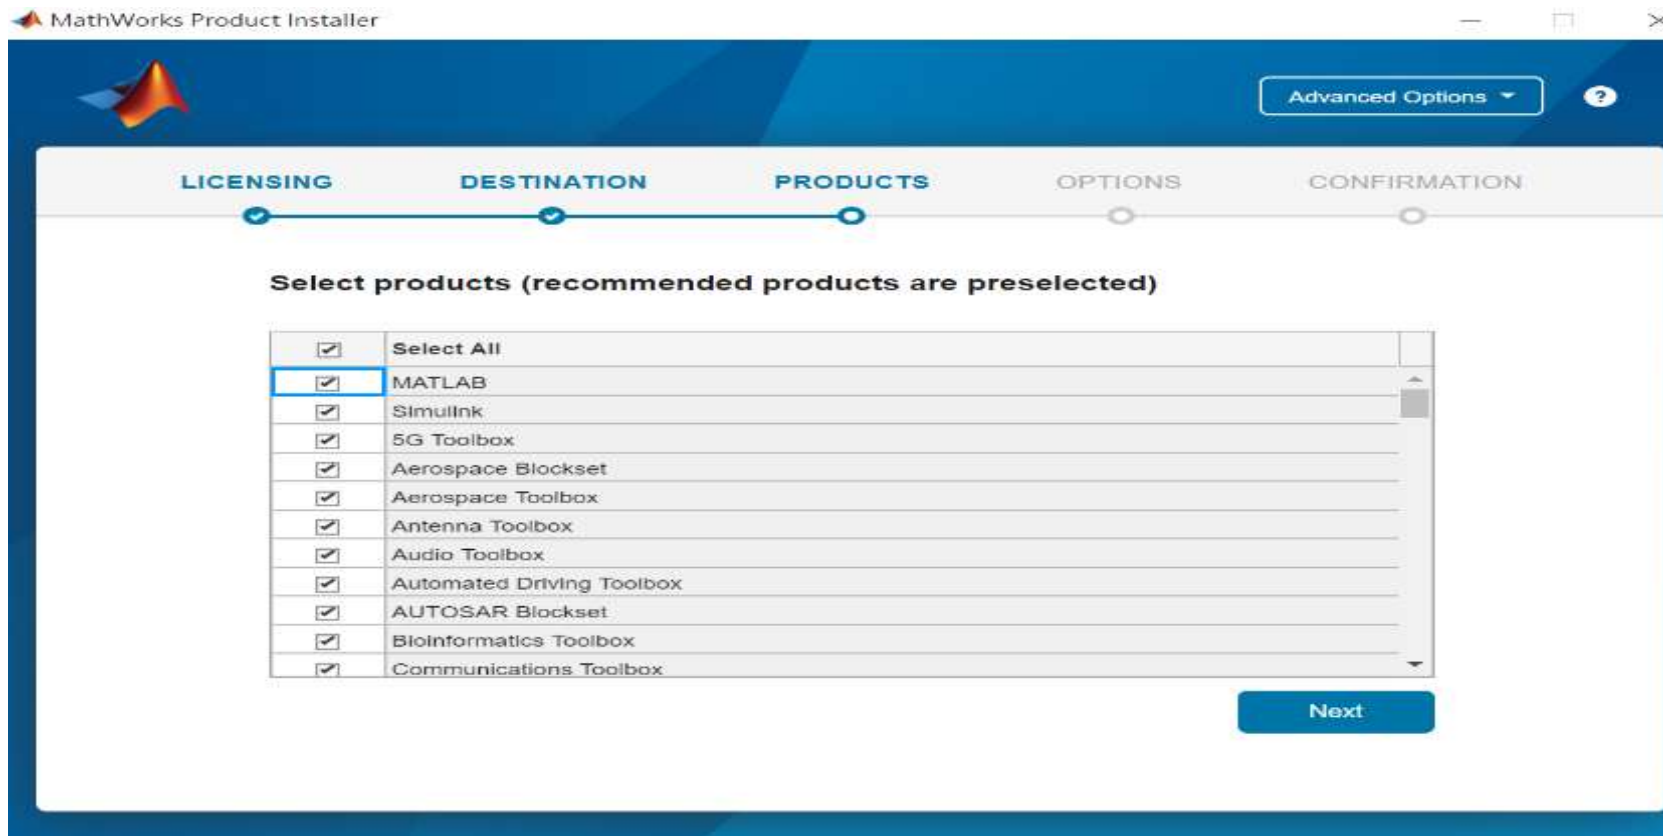 MathWorks Product Installer
Advanced Options
?
LICENSING DESTINATION PRODUCTS OPTIONS CONFIRMATION
Select products (recommended products are preselected)
Select All
MATLAB
Simulink
5G Toolbox
Aerospace Blockset
Aerospace Toolbox
Antenna Toolbox
Audio Toolbox
Automated Driving Toolbox
AUTOSAR Blockset
Bioinformatics Toolbox
Communications Toolbox
Next